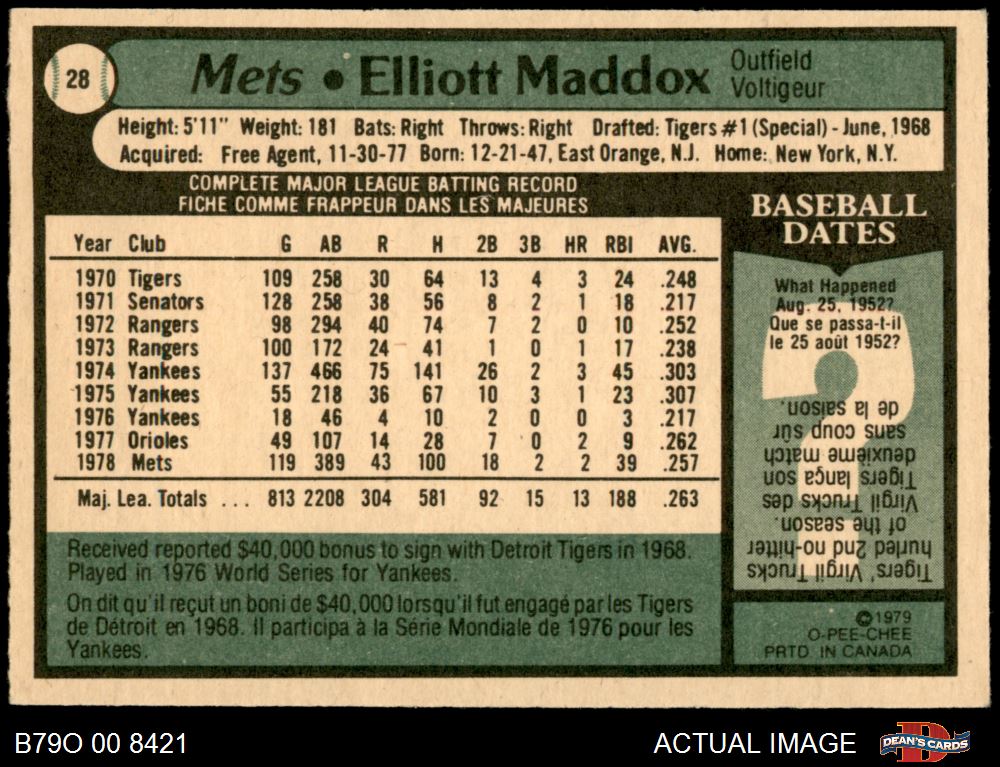 28
Mets • Elliott Maddox
Outfield
Voltigeur
Height: 5'11" Weight: 181 Bats: Right Throws: Right Drafted: Tigers #1 (Special) - June, 1968
Acquired: Free Agent, 11-30-77 Born: 12-21-47, East Orange, N.J. Home: New York, N.Y.
COMPLETE MAJOR LEAGUE BATTING RECORD
FICHE COMME FRAPPEUR DANS LES MAJEURES
Year Club G AB R H 2B 3B HR RBI AVG.
1970 Tigers 109 258 30 64 13 4 3 24 .248
1971 Senators 128 258 38 56 8 2 1 18 .217
1972 Rangers 98 294 40 74 7 2 0 10 .252
1973 Rangers 100 172 24 41 1 0 1 17 .238
1974 Yankees 137 466 75 141 26 2 3 45 .303
1975 Yankees 55 218 36 67 10 3 1 23 .307
1976 Yankees 18 46 4 10 2 0 0 3 .217
1977 Orioles 49 107 14 28 7 0 2 9 .262
1978 Mets 119 389 43 100 18 2 2 39 .257
Maj. Lea. Totals ... 813 2208 304 581 92 15 13 188 .263
Received reported $40,000 bonus to sign with Detroit Tigers in 1968.
Played in 1976 World Series for Yankees.
On dit qu'il reçut un boni de $40,000 lorsqu'il fut engagé par les Tigers
de Détroit en 1968. Il participa à la Série Mondiale de 1976 pour les
Yankees.
BASEBALL
DATES
What Happened
Aug. 25, 1952?
Que se passa-t-il
le 25 août 1952?
Tigers' Virgil Trucks
hurled 2nd no-hitter
of the season.
Virgil Trucks des
Tigers lança son
deuxième match
sans coup sûr
de la saison.
©1979
O-PEE-CHEE
PRTD IN CANADA
B79O 00 8421
ACTUAL IMAGE
D
DEAN'S CARDS